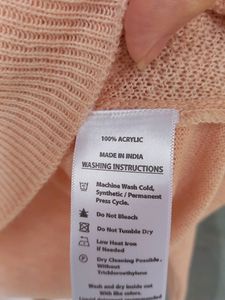 100% ACRYLIC
MADE IN INDIA
WASHING INSTRUCTIONS
Machine Wash Cold,
Synthetic / Permanent
Press Cycle.
Do Not Bleach
Do Not Tumble Dry
Low Heat Iron
if Needed
Dry Cleaning Possible,
Without
Trichloroethylene
Wash and dry inside out
With like colors.